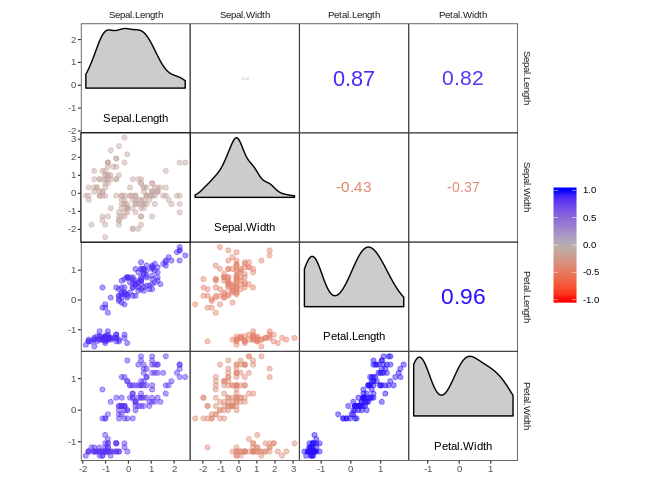 Sepal.Length Sepal.Width Petal.Length Petal.Width
2
1
0
-1
-2
Sepal.Length
0.87
0.82
Sepal.Length
3
2
1
0
-1
-2
Sepal.Width
-0.43
-0.37
Sepal.Width
1
0
-1
Petal.Length
0.96
Petal.Length
1
0
-1
Petal.Width
Petal.Width
-2 -1 0 1 2
-2 -1 0 1 2 3
-1 0 1
-1 0 1
1.0
0.5
0.0
-0.5
-1.0